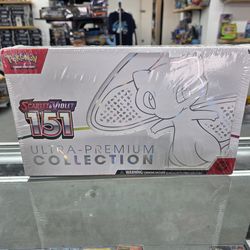 Pokémon
SCARLET & VIOLET
151
ULTRA-PREMIUM
COLLECTION
WARNING: